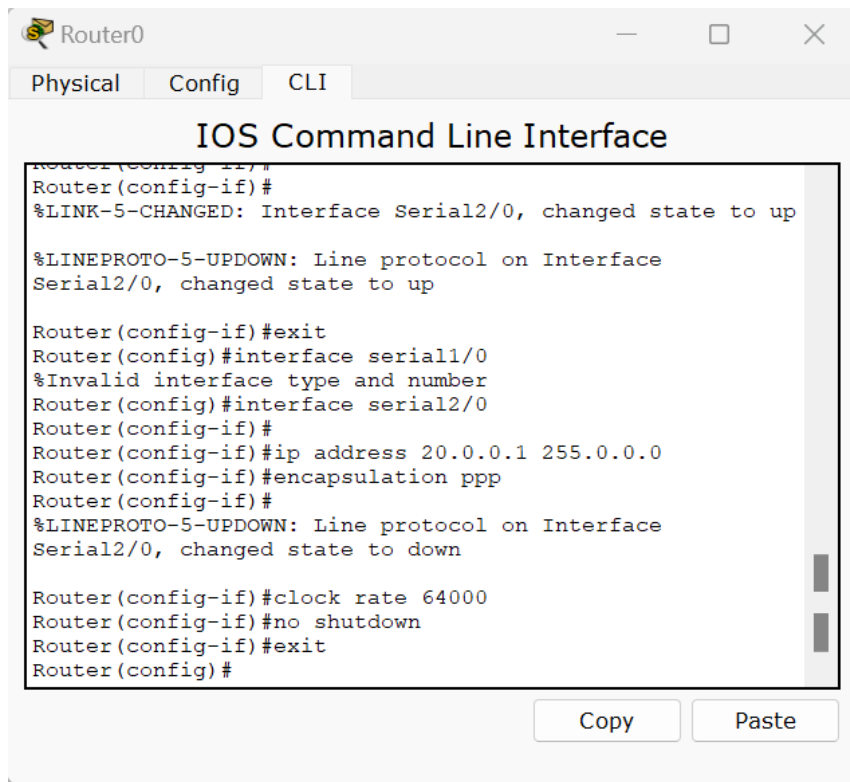 Router0
Physical Config CLI
IOS Command Line Interface
Router(config-if)#
Router(config-if)#
%LINK-5-CHANGED: Interface Serial2/0, changed state to up
%LINEPROTO-5-UPDOWN: Line protocol on Interface
Serial2/0, changed state to up
Router(config-if)#exit
Router(config)#interface serial1/0
%Invalid interface type and number
Router(config)#interface serial2/0
Router(config-if)#
Router(config-if)#ip address 20.0.0.1 255.0.0.0
Router(config-if)#encapsulation ppp
Router(config-if)#
%LINEPROTO-5-UPDOWN: Line protocol on Interface
Serial2/0, changed state to down
Router(config-if)#clock rate 64000
Router(config-if)#no shutdown
Router(config-if)#exit
Router(config)#
Copy Paste